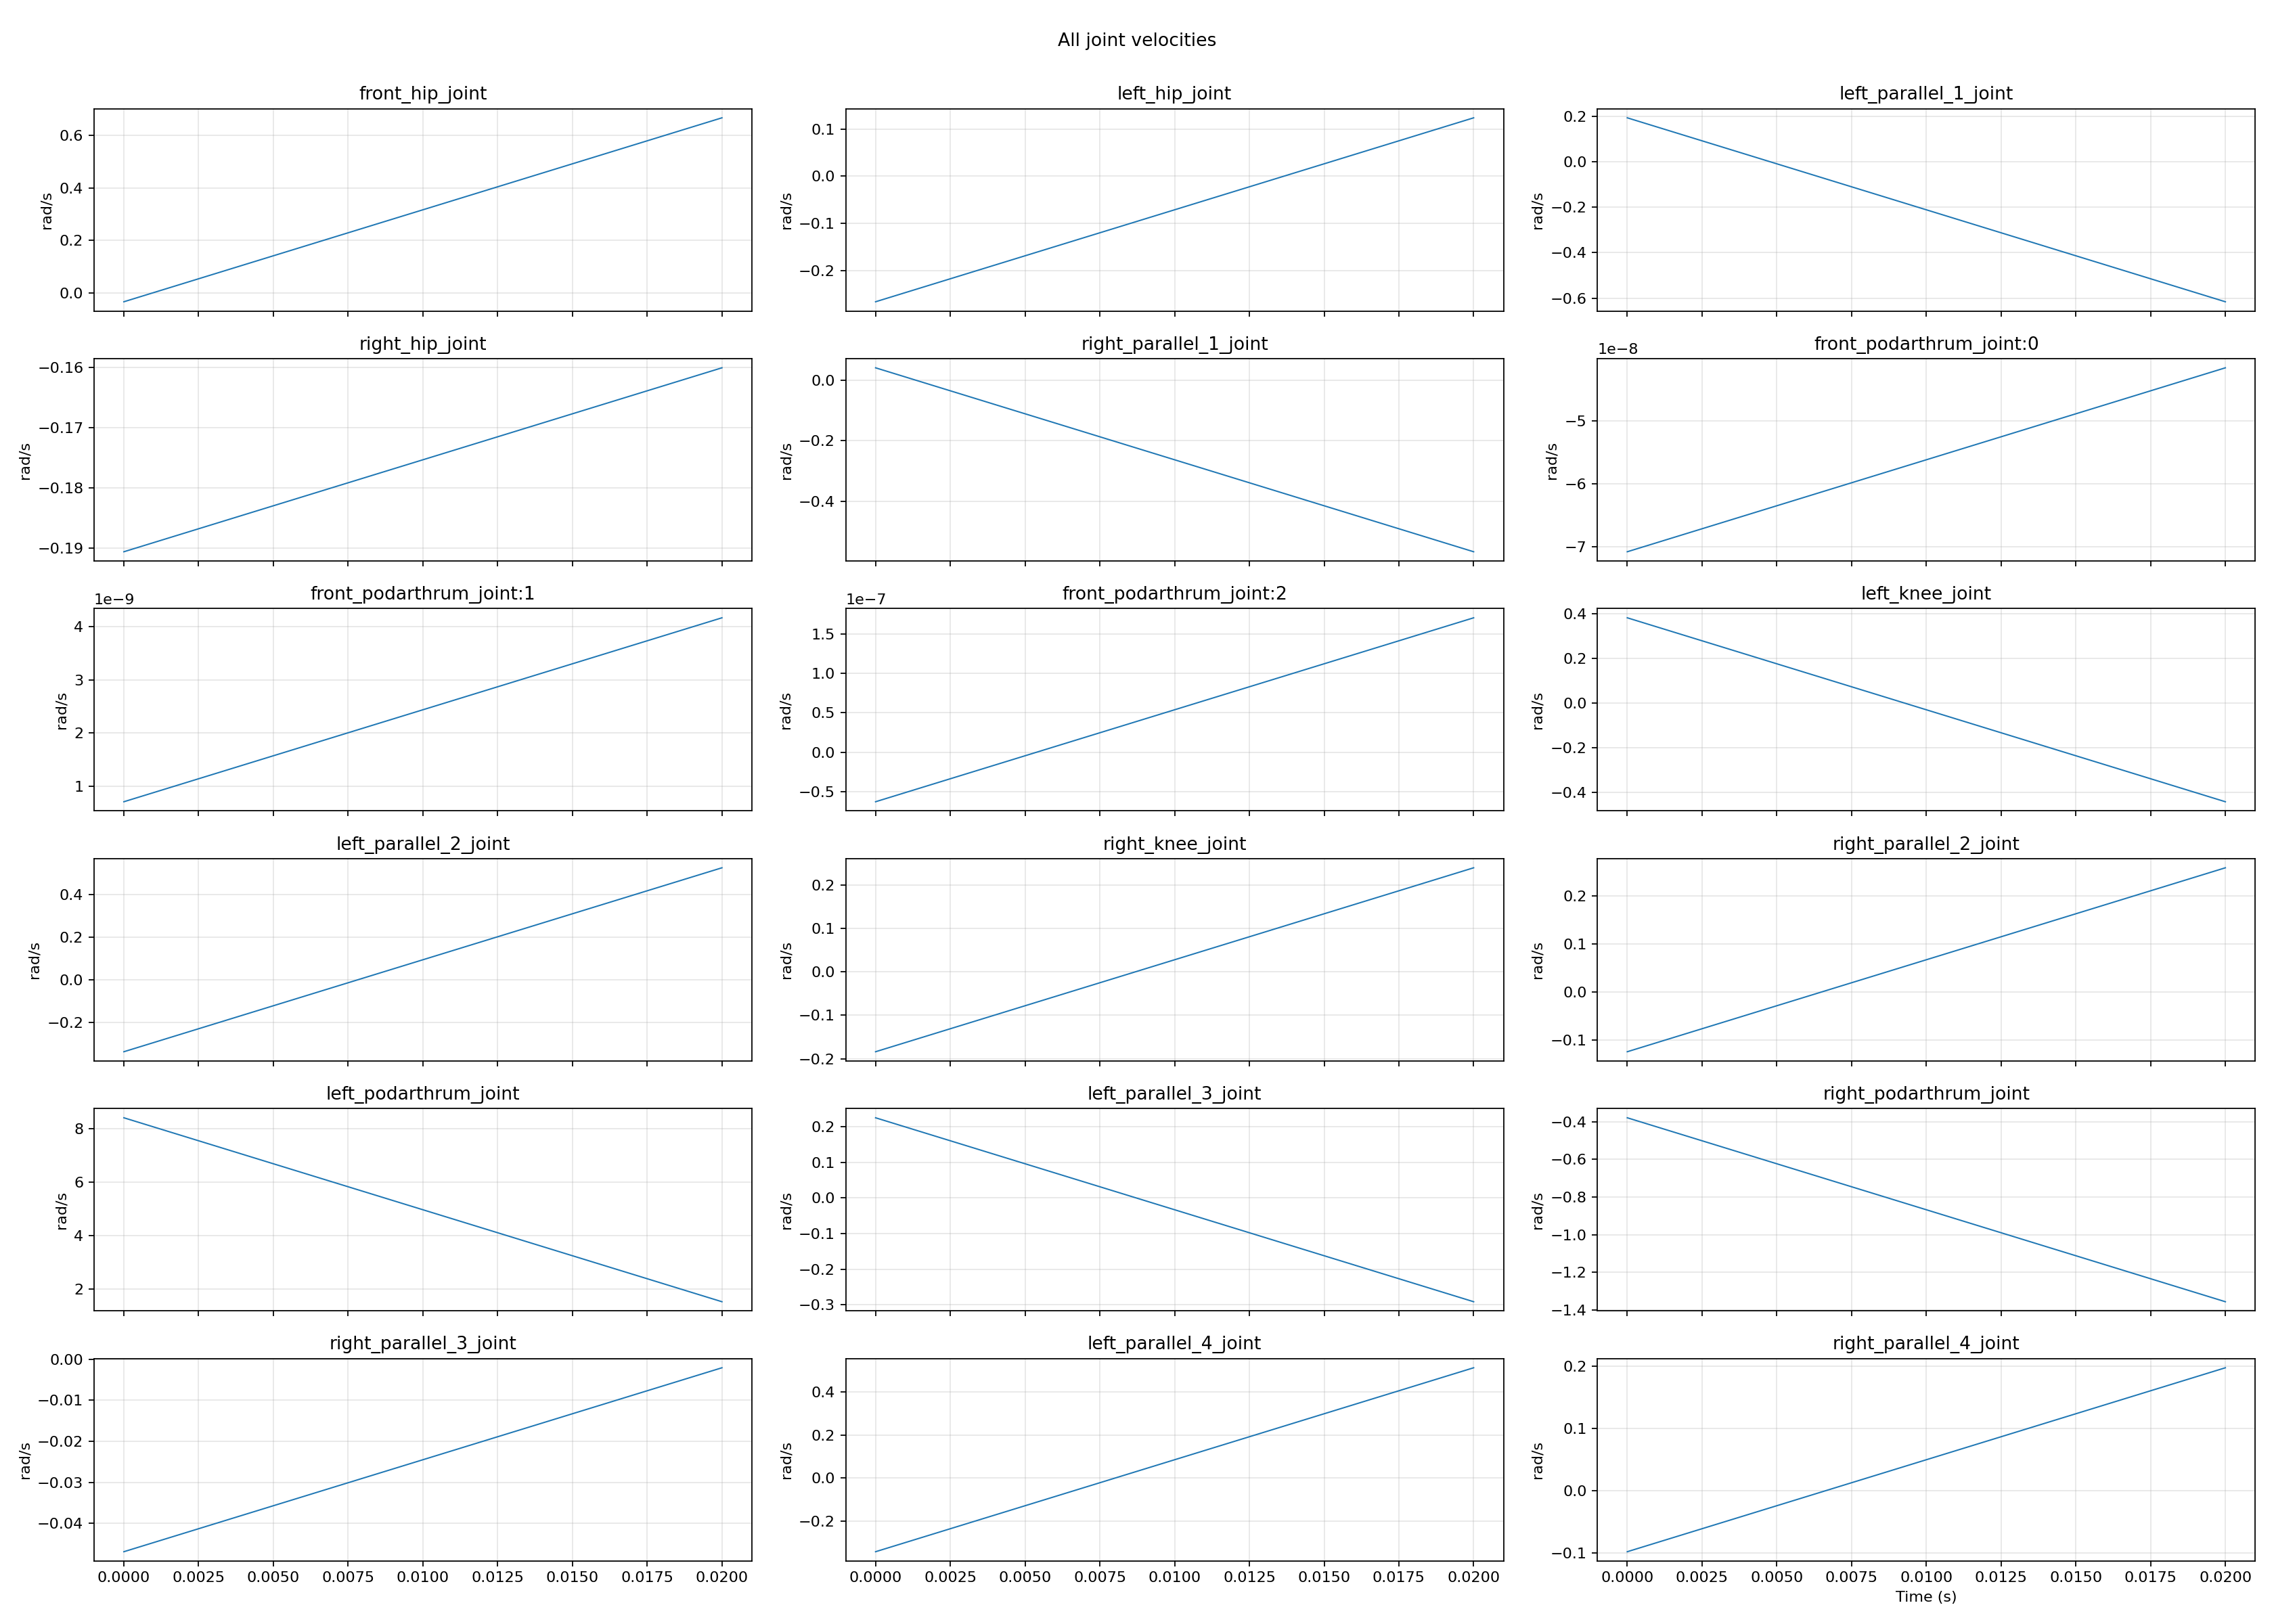 All joint velocities
front_hip_joint
rad/s
0.6
0.4
0.2
0.0
left_hip_joint
rad/s
0.1
0.0
−0.1
−0.2
left_parallel_1_joint
rad/s
0.2
0.0
−0.2
−0.4
−0.6
right_hip_joint
rad/s
−0.16
−0.17
−0.18
−0.19
right_parallel_1_joint
rad/s
0.0
−0.2
−0.4
front_podarthrum_joint:0
1e−8
rad/s
−5
−6
−7
front_podarthrum_joint:1
1e−9
rad/s
4
3
2
1
front_podarthrum_joint:2
1e−7
rad/s
1.5
1.0
0.5
0.0
−0.5
left_knee_joint
rad/s
0.4
0.2
0.0
−0.2
−0.4
left_parallel_2_joint
rad/s
0.4
0.2
0.0
−0.2
right_knee_joint
rad/s
0.2
0.1
0.0
−0.1
−0.2
right_parallel_2_joint
rad/s
0.2
0.1
0.0
−0.1
left_podarthrum_joint
rad/s
8
6
4
2
left_parallel_3_joint
rad/s
0.2
0.1
0.0
−0.1
−0.2
−0.3
right_podarthrum_joint
rad/s
−0.4
−0.6
−0.8
−1.0
−1.2
−1.4
right_parallel_3_joint
rad/s
0.00
−0.01
−0.02
−0.03
−0.04
0.0000 0.0025 0.0050 0.0075 0.0100 0.0125 0.0150 0.0175 0.0200
left_parallel_4_joint
rad/s
0.4
0.2
0.0
−0.2
0.0000 0.0025 0.0050 0.0075 0.0100 0.0125 0.0150 0.0175 0.0200
right_parallel_4_joint
rad/s
0.2
0.1
0.0
−0.1
0.0000 0.0025 0.0050 0.0075 0.0100 0.0125 0.0150 0.0175 0.0200
Time (s)